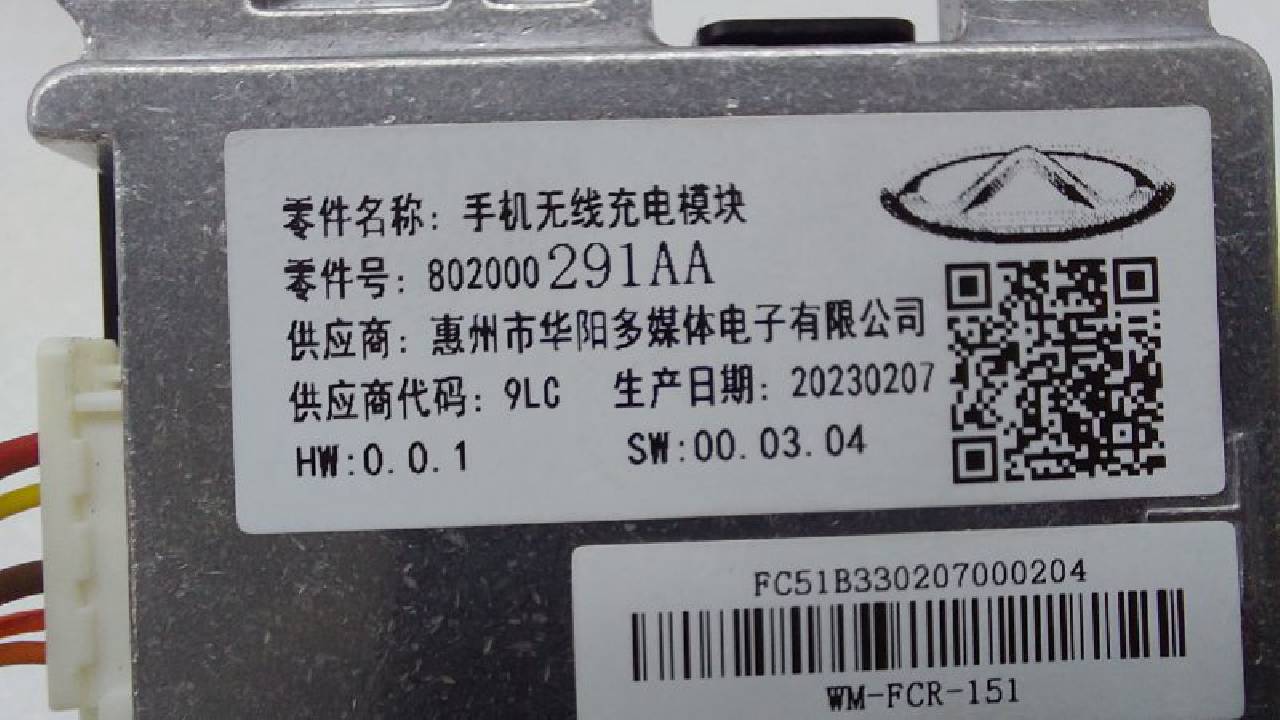 零件名称: 手机无线充电模块
零件号: 802000291AA
供应商: 惠州市华阳多媒体电子有限公司
供应商代码: 9LC 生产日期: 20230207
HW:0.0.1 SW:00.03.04
FC51B330207000204
WM-FCR-151